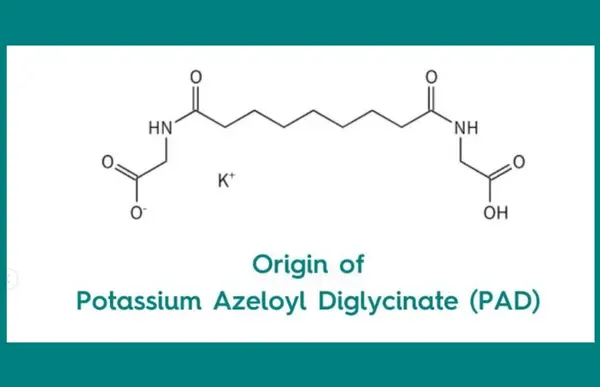 O O
HN NH
O O
K⁺
O⁻ OH
Origin of
Potassium Azeloyl Diglycinate (PAD)